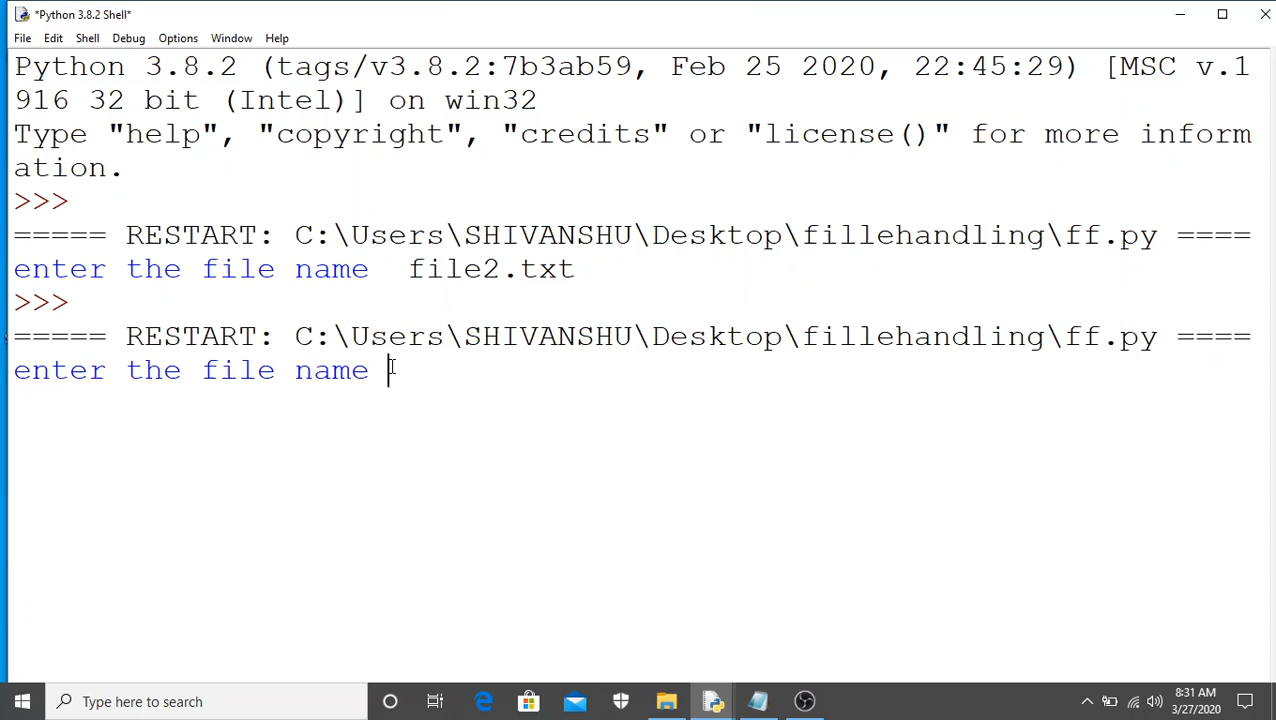 *Python 3.8.2 Shell*
File Edit Shell Debug Options Window Help
Python 3.8.2 (tags/v3.8.2:7b3ab59, Feb 25 2020, 22:45:29) [MSC v.1
916 32 bit (Intel)] on win32
Type "help", "copyright", "credits" or "license()" for more inform
ation.
>>>
===== RESTART: C:\Users\SHIVANSHU\Desktop\fillehandling\ff.py ====
enter the file name  file2.txt
>>>
===== RESTART: C:\Users\SHIVANSHU\Desktop\fillehandling\ff.py ====
enter the file name
Type here to search
8:31 AM
3/27/2020